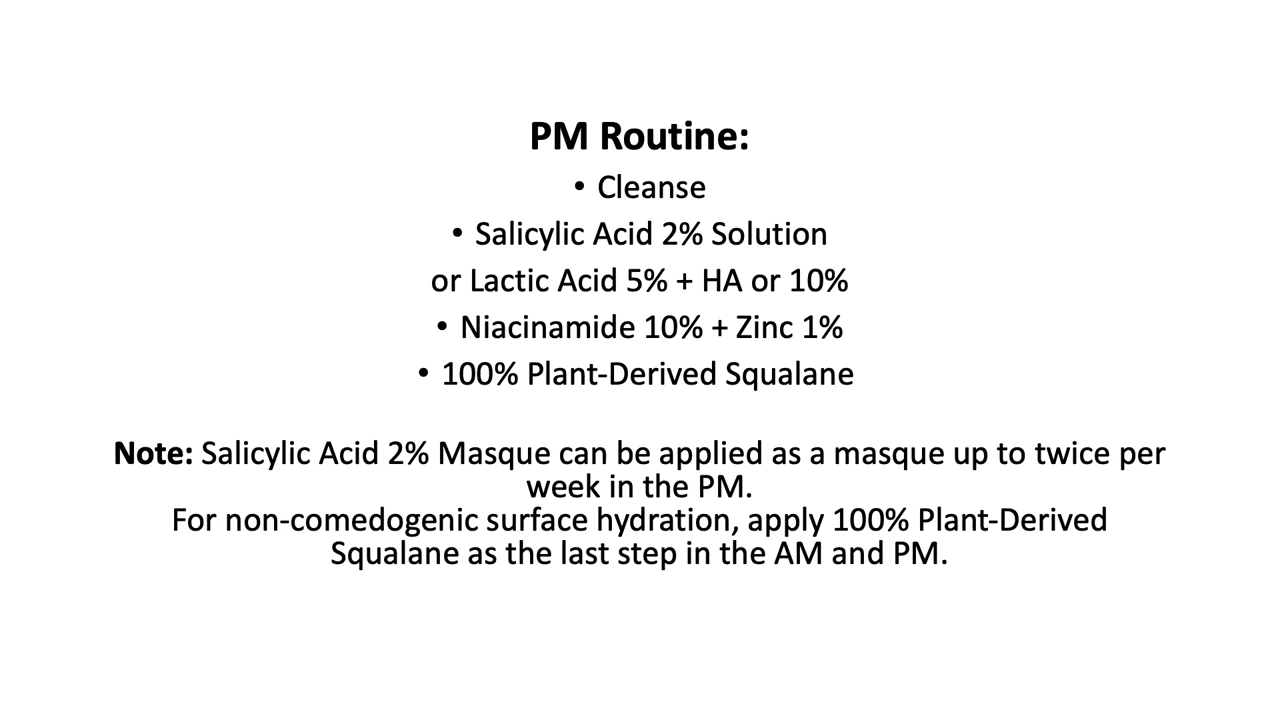 PM Routine:
• Cleanse
• Salicylic Acid 2% Solution
or Lactic Acid 5% + HA or 10%
• Niacinamide 10% + Zinc 1%
• 100% Plant-Derived Squalane
Note: Salicylic Acid 2% Masque can be applied as a masque up to twice per
week in the PM.
For non-comedogenic surface hydration, apply 100% Plant-Derived
Squalane as the last step in the AM and PM.